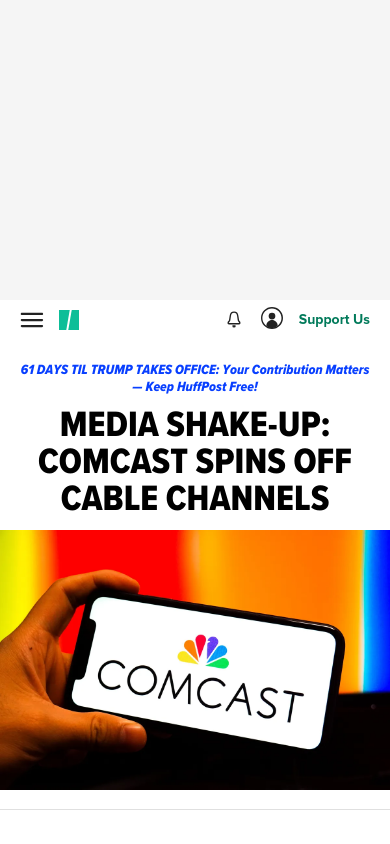 Support Us
61 DAYS TIL TRUMP TAKES OFFICE: Your Contribution Matters
— Keep HuffPost Free!
MEDIA SHAKE-UP:
COMCAST SPINS OFF
CABLE CHANNELS
COMCAST